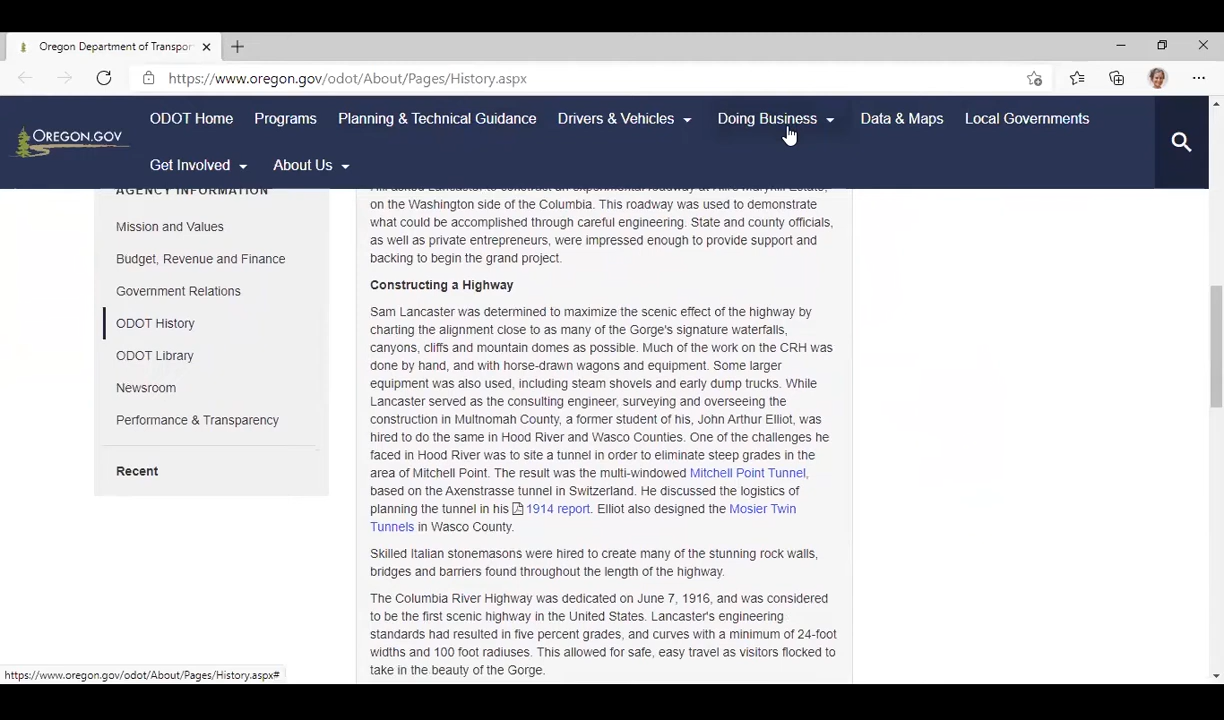 Oregon Department of Transpor
https://www.oregon.gov/odot/About/Pages/History.aspx
OREGON.GOV
ODOT Home Programs Planning & Technical Guidance Drivers & Vehicles Doing Business Data & Maps Local Governments
Get Involved About Us
AGENCY INFORMATION
Mission and Values
Budget, Revenue and Finance
Government Relations
ODOT History
ODOT Library
Newsroom
Performance & Transparency
Recent
on the Washington side of the Columbia. This roadway was used to demonstrate
what could be accomplished through careful engineering. State and county officials,
as well as private entrepreneurs, were impressed enough to provide support and
backing to begin the grand project.
Constructing a Highway
Sam Lancaster was determined to maximize the scenic effect of the highway by
charting the alignment close to as many of the Gorge's signature waterfalls,
canyons, cliffs and mountain domes as possible. Much of the work on the CRH was
done by hand, and with horse-drawn wagons and equipment. Some larger
equipment was also used, including steam shovels and early dump trucks. While
Lancaster served as the consulting engineer, surveying and overseeing the
construction in Multnomah County, a former student of his, John Arthur Elliot, was
hired to do the same in Hood River and Wasco Counties. One of the challenges he
faced in Hood River was to site a tunnel in order to eliminate steep grades in the
area of Mitchell Point. The result was the multi-windowed Mitchell Point Tunnel,
based on the Axenstrasse tunnel in Switzerland. He discussed the logistics of
planning the tunnel in his 1914 report. Elliot also designed the Mosier Twin
Tunnels in Wasco County.
Skilled Italian stonemasons were hired to create many of the stunning rock walls,
bridges and barriers found throughout the length of the highway.
The Columbia River Highway was dedicated on June 7, 1916, and was considered
to be the first scenic highway in the United States. Lancaster's engineering
standards had resulted in five percent grades, and curves with a minimum of 24-foot
widths and 100 foot radiuses. This allowed for safe, easy travel as visitors flocked to
take in the beauty of the Gorge.
https://www.oregon.gov/odot/About/Pages/History.aspx#